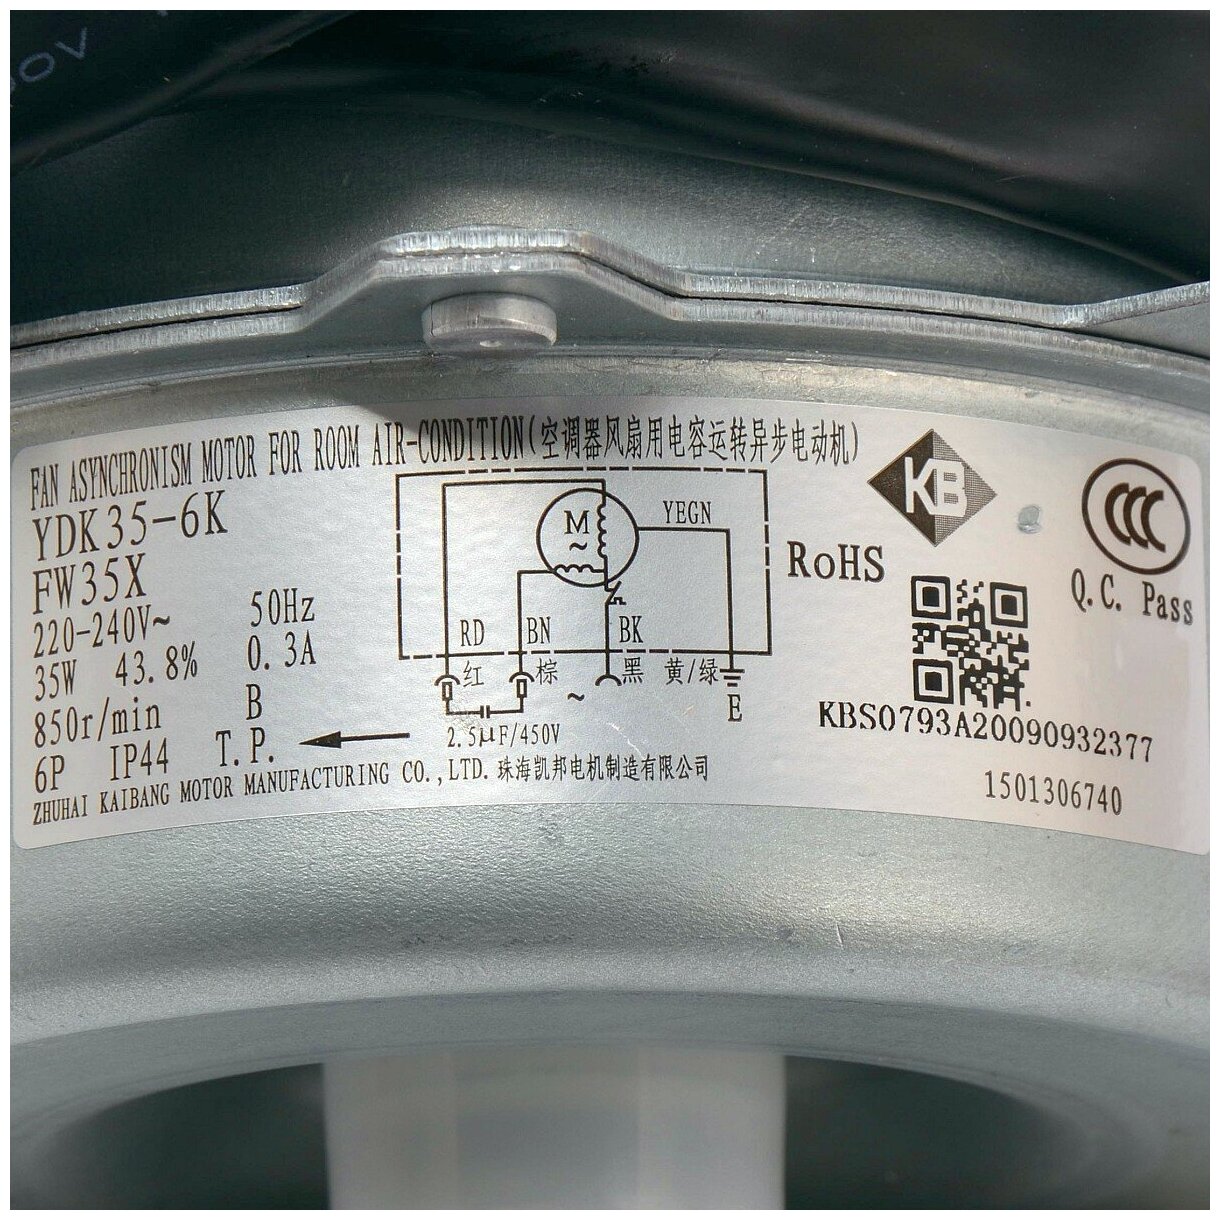 00V
FAN ASYNCHRONISM MOTOR FOR ROOM AIR-CONDITION(空调器风扇用电容运转异步电动机)
YDK35-6K
FW35X
220-240V~ 50Hz
35W 43.8% 0.3A
850r/min B
6P IP44 T.P.
ZHUHAI KAIBANG MOTOR MANUFACTURING CO.,LTD.珠海凯邦电机制造有限公司
M
~
YEGN
RD BN BK
红 棕 黑 黄/绿
~ E
2.5μF/450V
KB
RoHS
CCC
Q.C. Pass
KBS0793A20090932377
1501306740